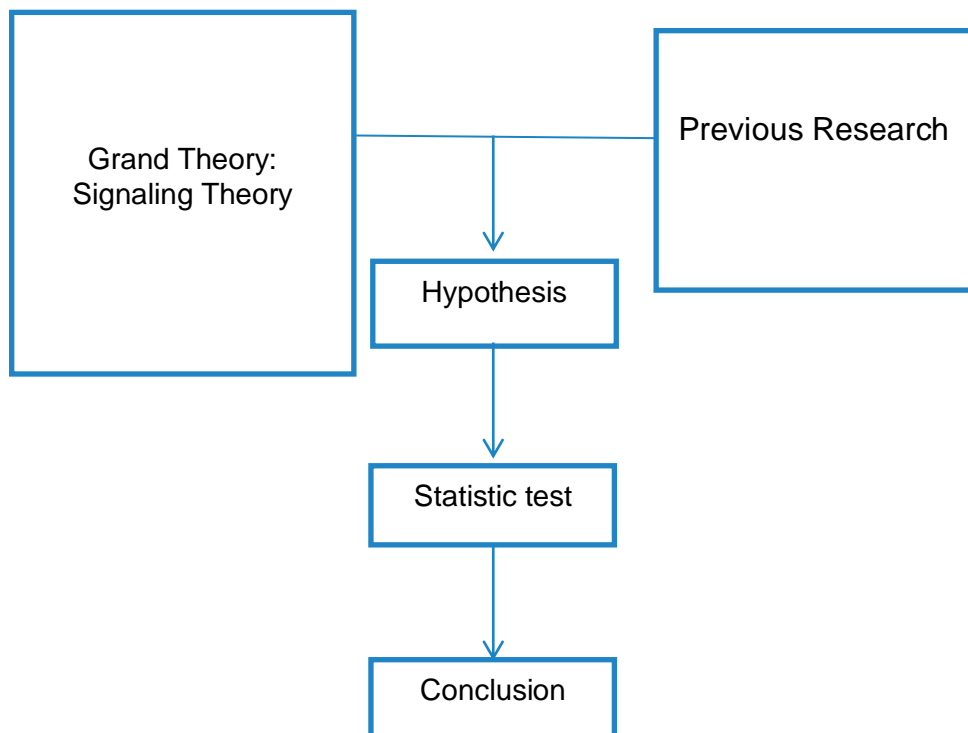 Grand Theory:
Signaling Theory
Previous Research
Hypothesis
Statistic test
Conclusion